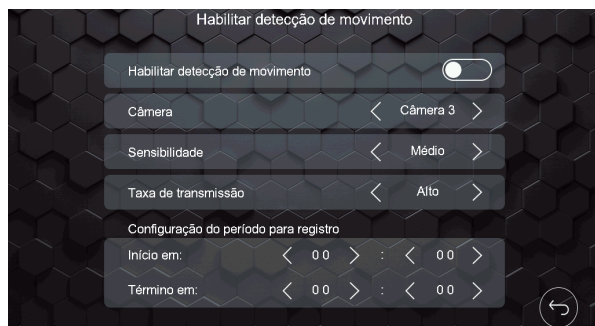 Habilitar detecção de movimento
Habilitar detecção de movimento
Câmera Câmera 3
Sensibilidade Médio
Taxa de transmissão Alto
Configuração do período para registro
Início em: 00 : 00
Término em: 00 : 00